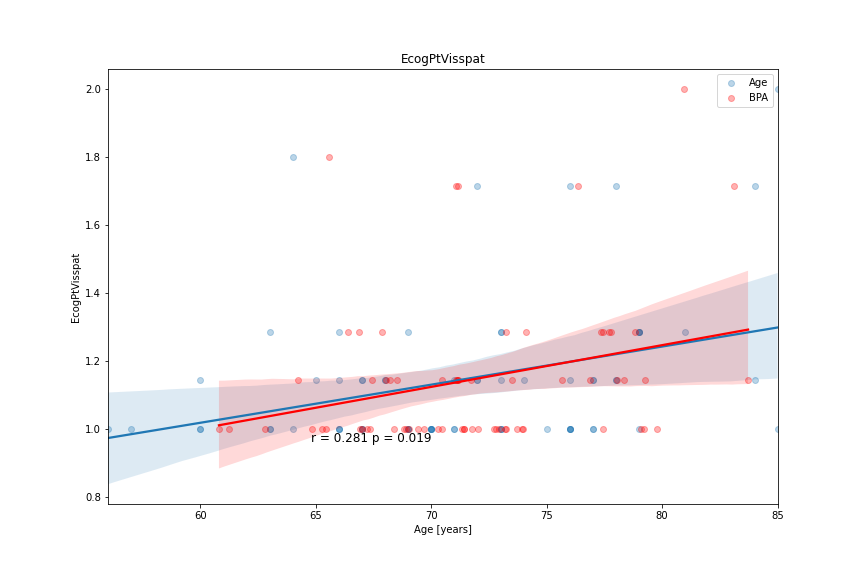 EcogPtVisspat
Age
BPA
EcogPtVisspat
2.0
1.8
1.6
1.4
1.2
1.0
0.8
r = 0.281 p = 0.019
60 65 70 75 80 85
Age [years]